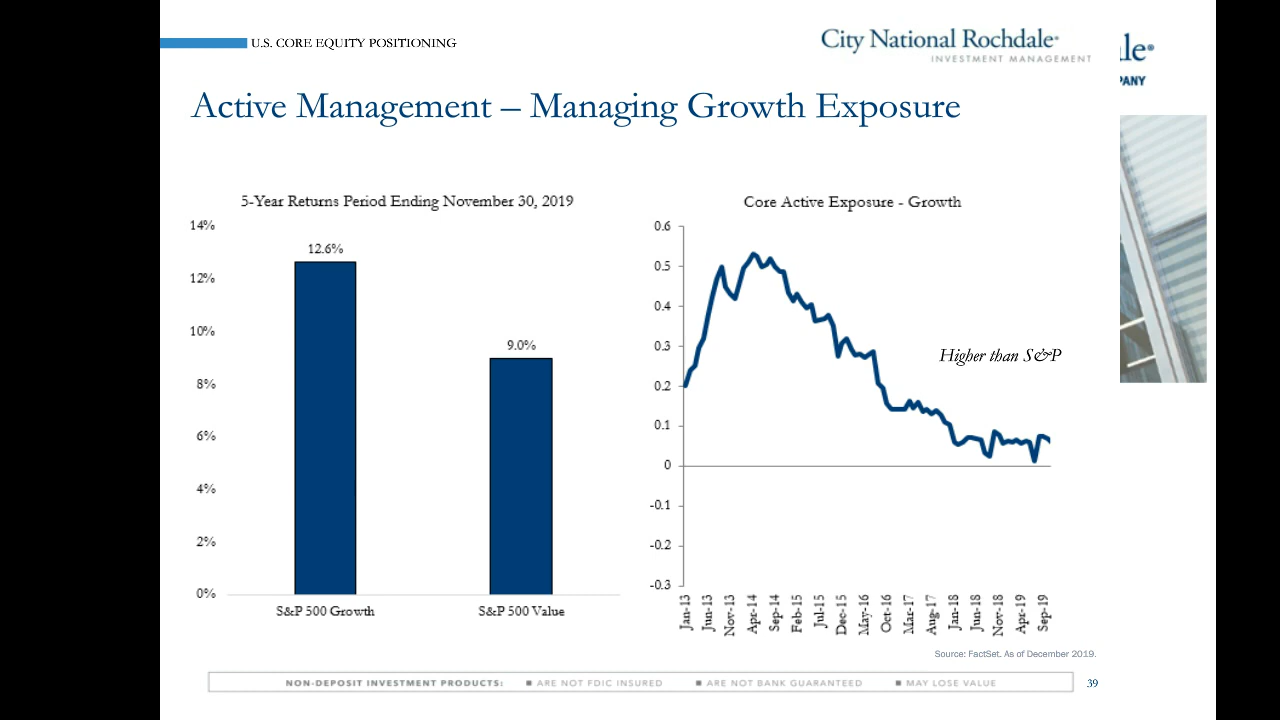 U.S. CORE EQUITY POSITIONING
City National Rochdale®
INVESTMENT MANAGEMENT
Active Management – Managing Growth Exposure
5-Year Returns Period Ending November 30, 2019
14%
12%
10%
8%
6%
4%
2%
0%
12.6%
9.0%
S&P 500 Growth
S&P 500 Value
Core Active Exposure - Growth
0.6
0.5
0.4
0.3
0.2
0.1
0
-0.1
-0.2
-0.3
Higher than S&P
Jan-13
Jun-13
Nov-13
Apr-14
Sep-14
Feb-15
Jul-15
Dec-15
May-16
Oct-16
Mar-17
Aug-17
Jan-18
Jun-18
Nov-18
Apr-19
Sep-19
Source: FactSet. As of December 2019.
NON-DEPOSIT INVESTMENT PRODUCTS: ■ ARE NOT FDIC INSURED ■ ARE NOT BANK GUARANTEED ■ MAY LOSE VALUE
39